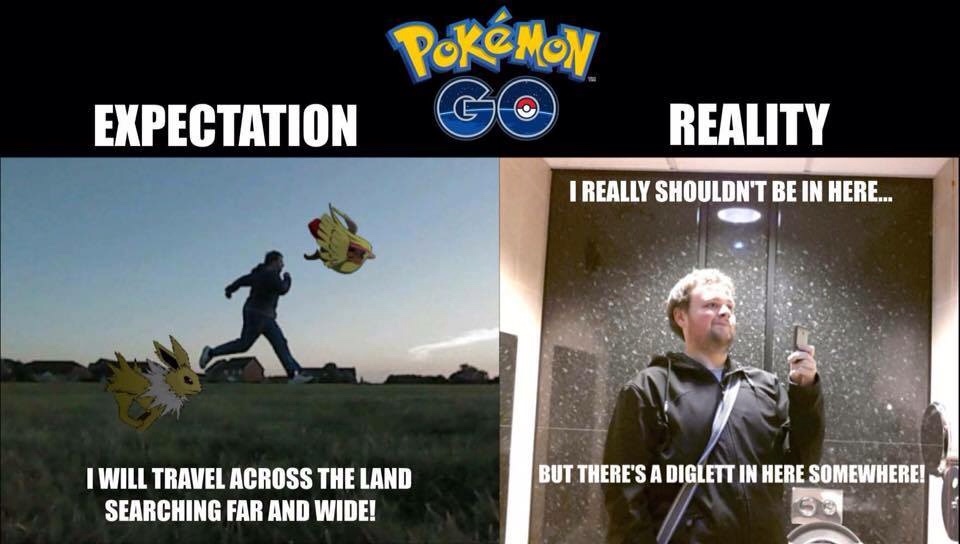 POKéMON
TM
GO
EXPECTATION
REALITY
I WILL TRAVEL ACROSS THE LAND
SEARCHING FAR AND WIDE!
I REALLY SHOULDN'T BE IN HERE...
BUT THERE'S A DIGLETT IN HERE SOMEWHERE!